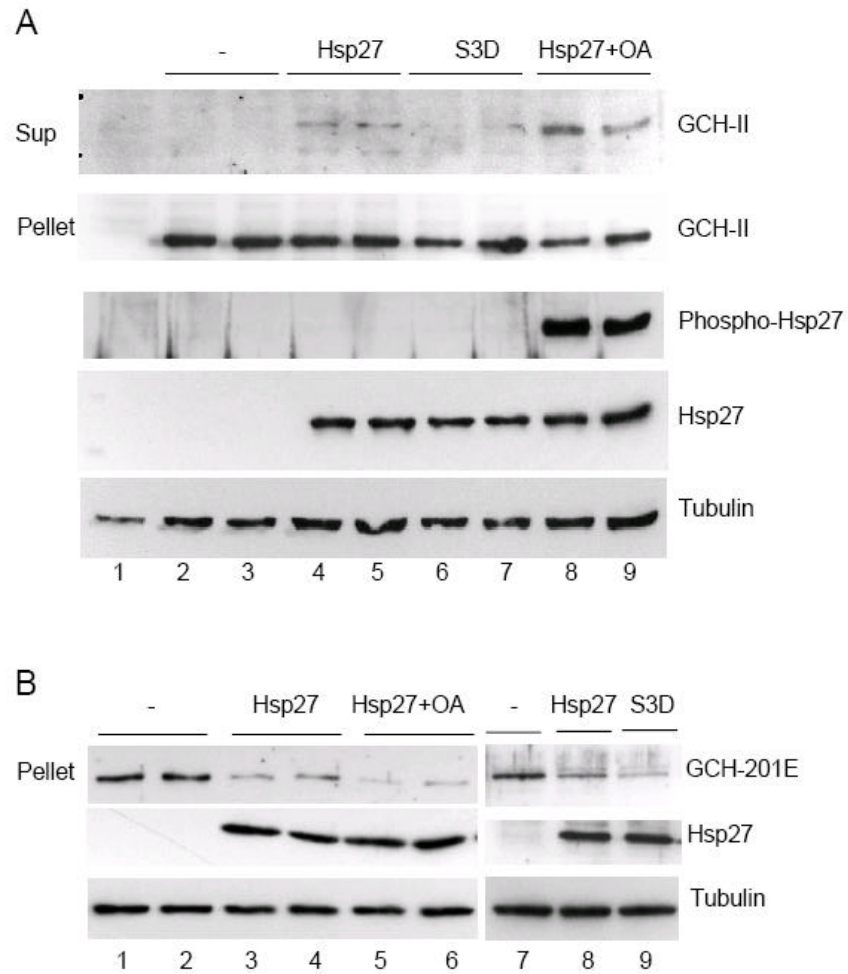 A
- Hsp27 S3D Hsp27+OA
Sup GCH-II
Pellet GCH-II
Phospho-Hsp27
Hsp27
Tubulin
1 2 3 4 5 6 7 8 9
B
- Hsp27 Hsp27+OA - Hsp27 S3D
Pellet GCH-201E
Hsp27
Tubulin
1 2 3 4 5 6 7 8 9